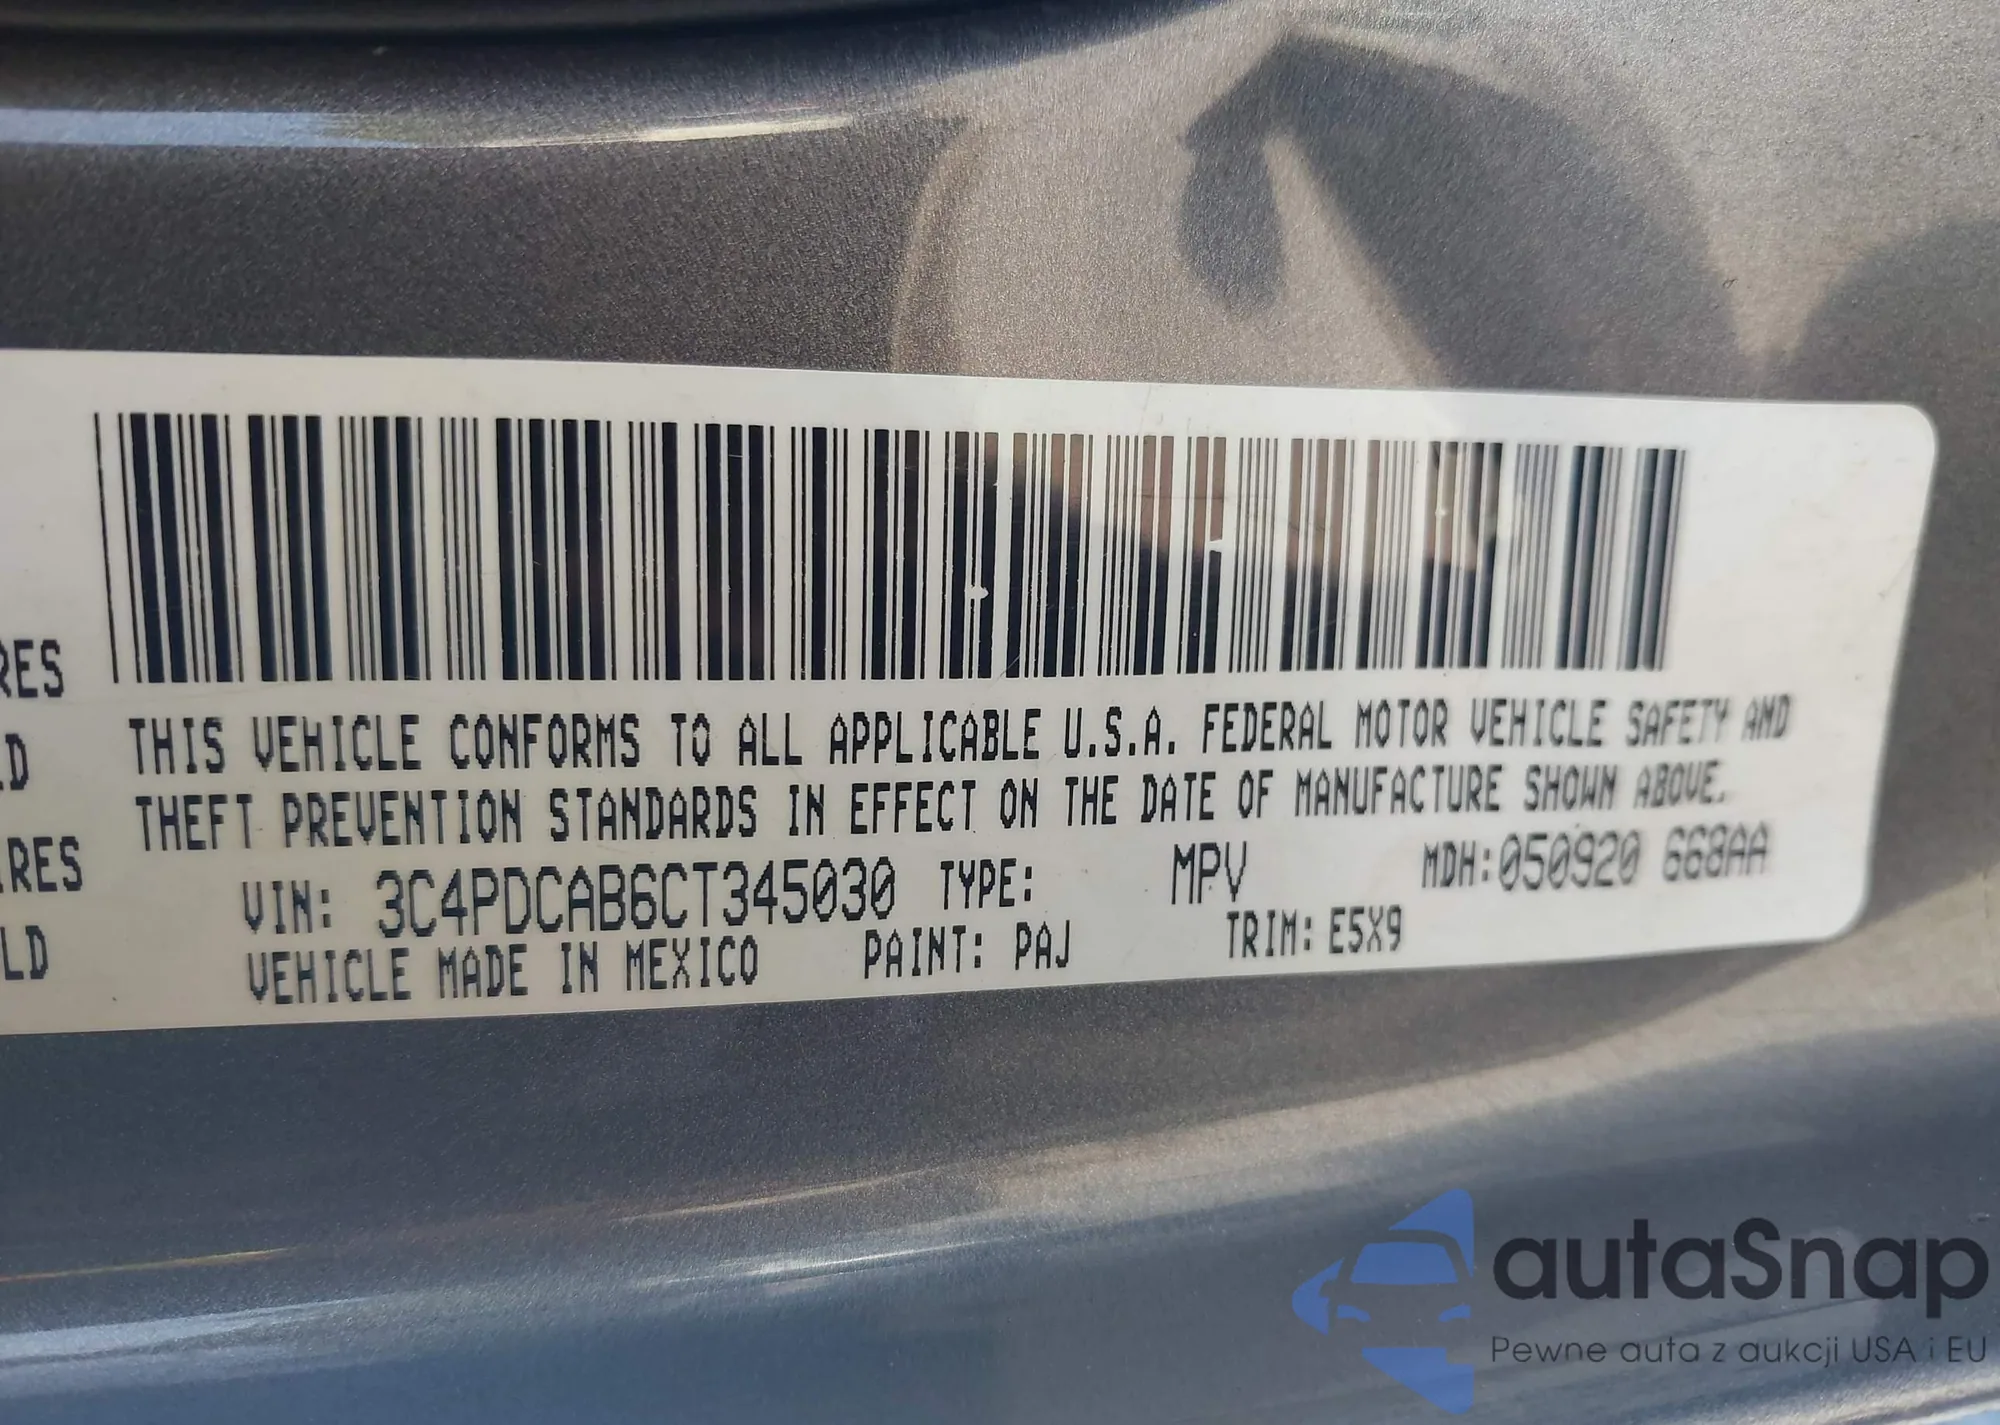 RES
LD
THIS VEHICLE CONFORMS TO ALL APPLICABLE U.S.A. FEDERAL MOTOR VEHICLE SAFETY AND
THEFT PREVENTION STANDARDS IN EFFECT ON THE DATE OF MANUFACTURE SHOWN ABOVE.
IRES
VIN: 3C4PDCAB6CT345030 TYPE: MPV MDH:050920 668AA
LD
VEHICLE MADE IN MEXICO PAINT: PAJ TRIM: E5X9
autaSnap
Pewne auta z aukcji USA i EU